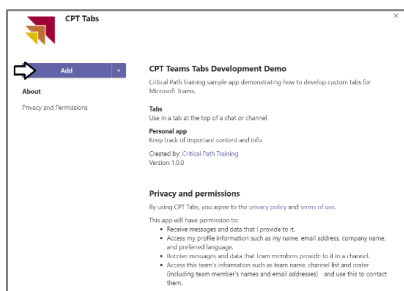 CPT Tabs
Add
About
Privacy and Permissions
CPT Teams Tabs Development Demo
Critical Path Training sample app demonstrating how to develop custom tabs for
Microsoft Teams.
Tabs
Use in a tab at the top of a chat or channel
Personal app
Keep track of important content and info
Created by: Critical Path Training
Version 1.0.0
Privacy and permissions
By using CPT Tabs, you agree to the privacy policy and terms of use.
This app will have permission to:
• Receive messages and data that I provide to it.
• Access my profile information such as my name, email address, company name,
and preferred language.
• Receive messages and data that team members provide to it in a channel.
• Access this team's information such as team name, channel list and roster
(including team member's names and email addresses) - and use this to contact
them.